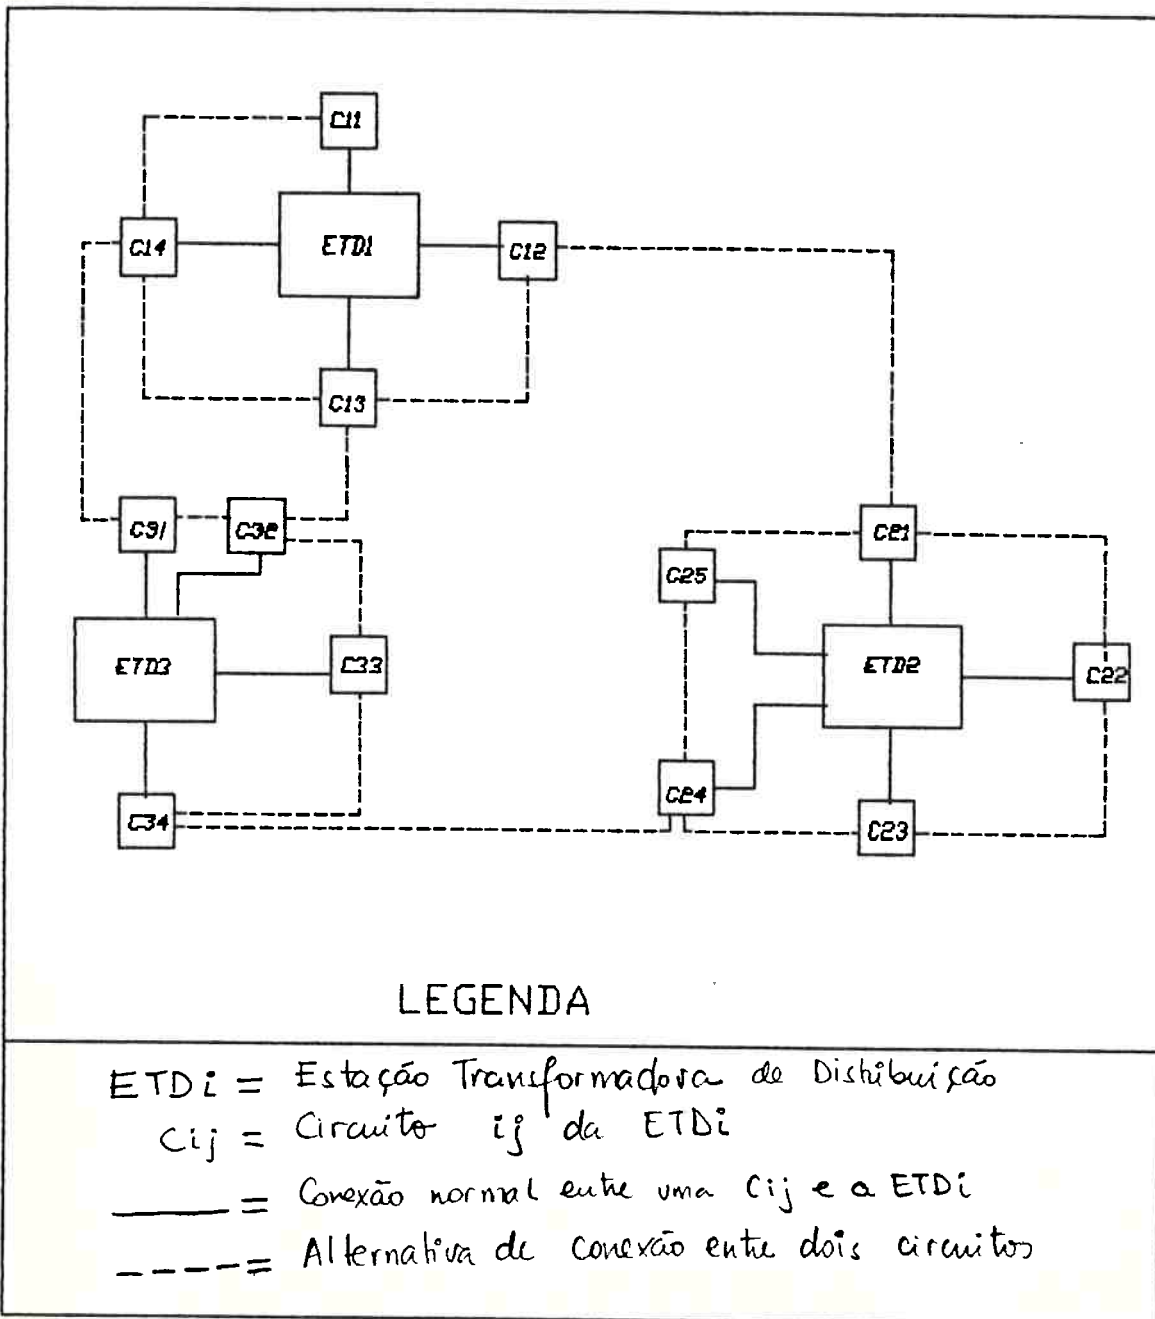 C11
C14
ETD1
C12
C13
C31
C32
C21
C25
ETD3
C33
ETD2
C22
C34
C24
C23
LEGENDA
ETDi = Estação Transformadora de Distribuição
Cij = Circuito ij da ETDi
= Conexão normal entre uma Cij e a ETDi
= Alternativa de conexão entre dois circuitos